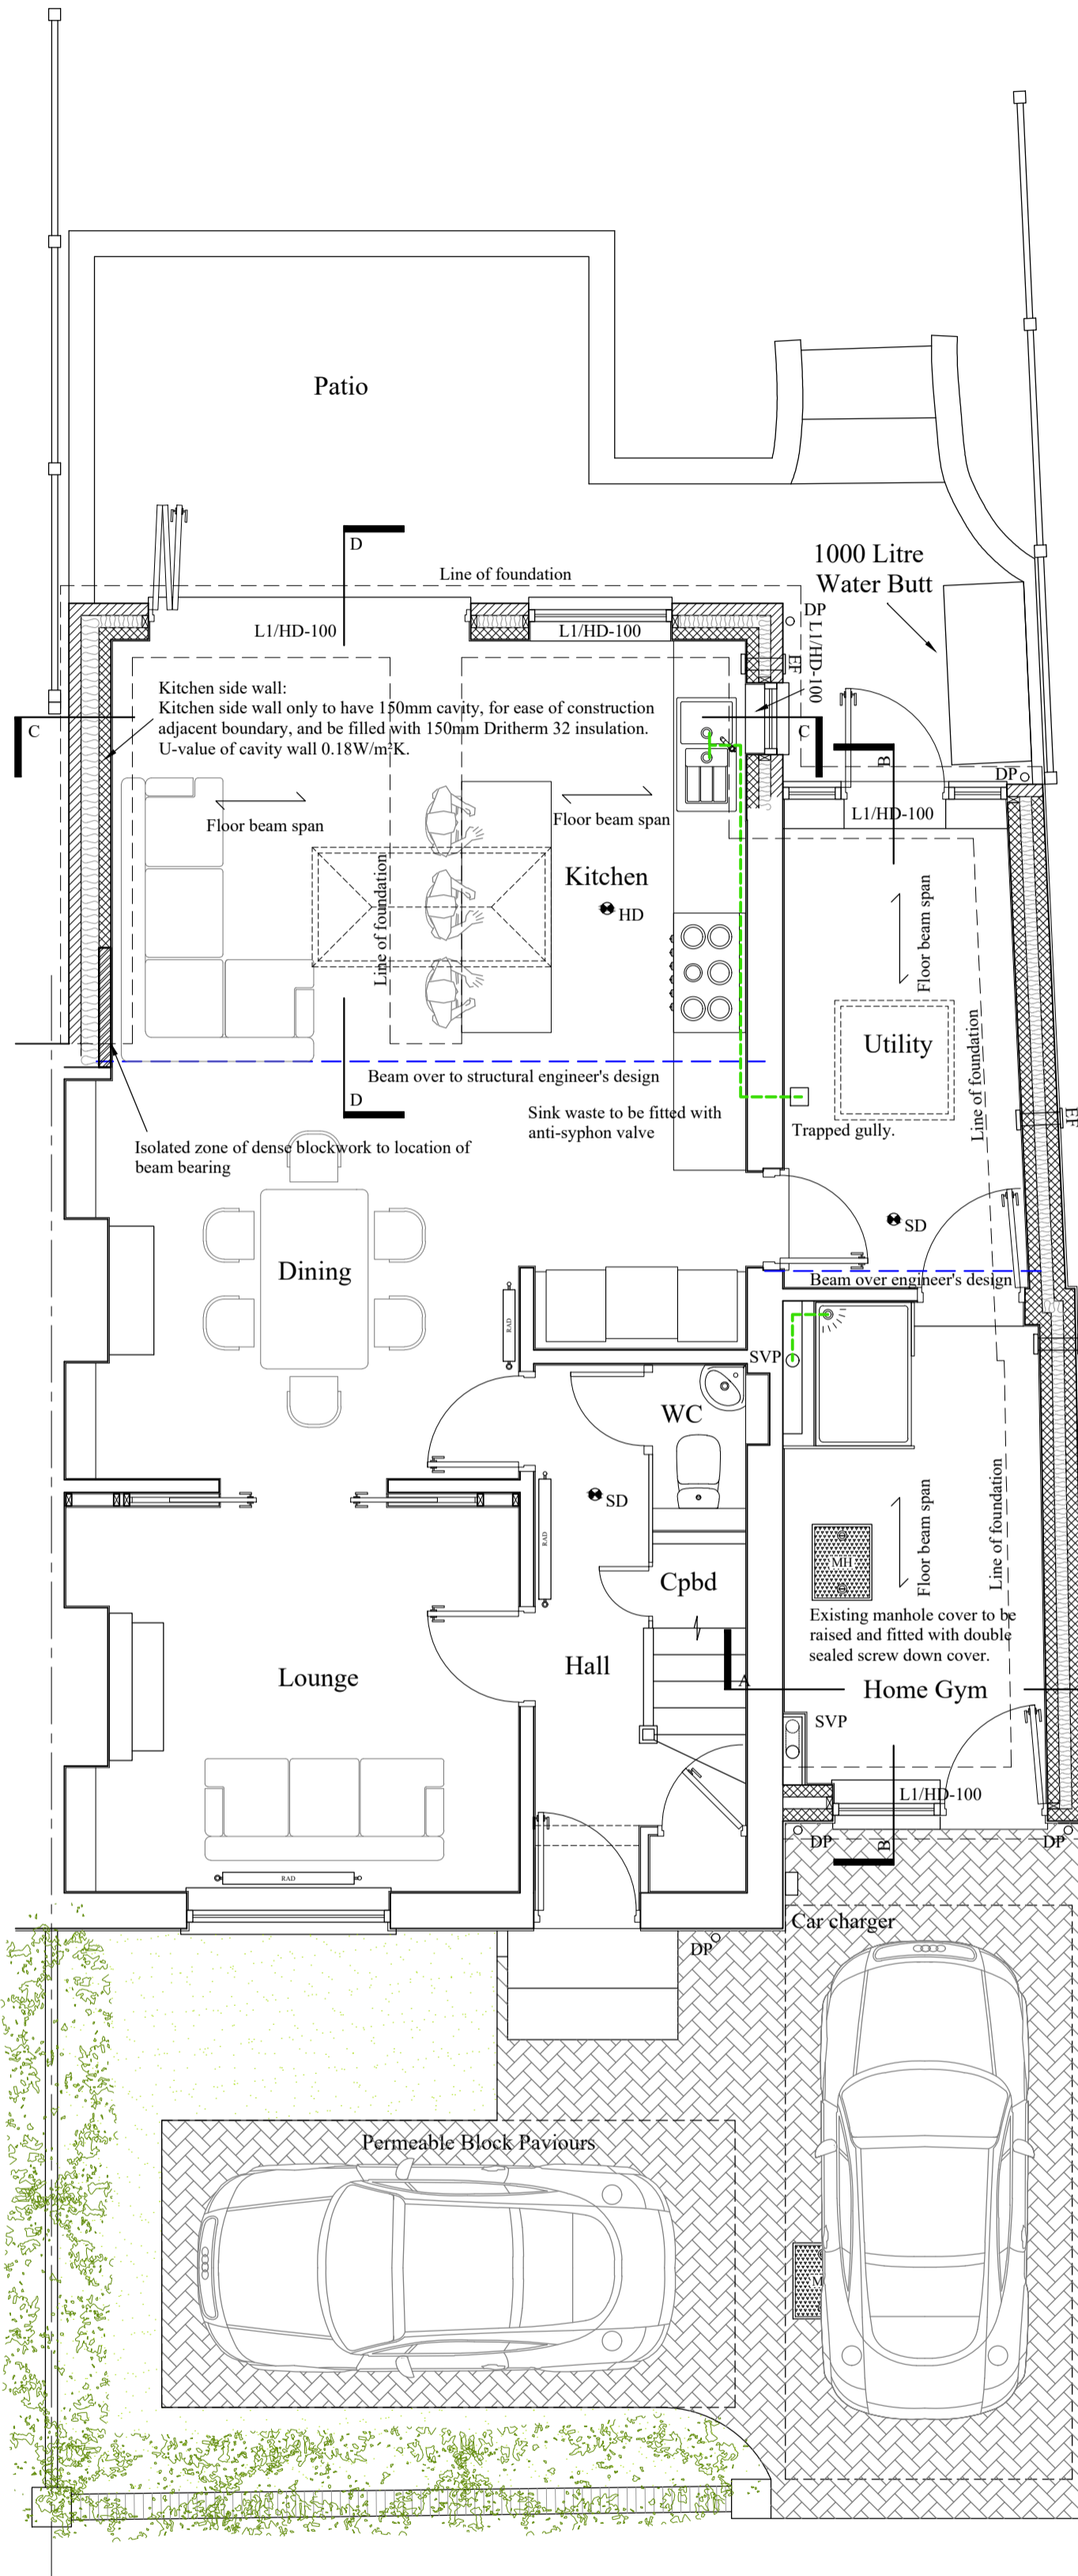 Patio
D
Line of foundation
1000 Litre
Water Butt
L1/HD-100
L1/HD-100
DP
L1/HD-100
EF
Kitchen side wall:
Kitchen side wall only to have 150mm cavity, for ease of construction
adjacent boundary, and be filled with 150mm Dritherm 32 insulation.
U-value of cavity wall 0.18W/m²K.
C
C
B
DP
L1/HD-100
Floor beam span
Floor beam span
Kitchen
HD
Line of foundation
Floor beam span
Utility
Line of foundation
EF
Beam over to structural engineer's design
D
Sink waste to be fitted with
anti-syphon valve
Trapped gully.
Isolated zone of dense blockwork to location of
beam bearing
SD
Dining
Beam over engineer's design
RAD
SVP
WC
RAD
SD
Floor beam span
Line of foundation
MH
Cpbd
Existing manhole cover to be
raised and fitted with double
sealed screw down cover.
Lounge
Hall
A
Home Gym
SVP
L1/HD-100
RAD
DP
B
DP
Car charger
DP
Permeable Block Paviours
M